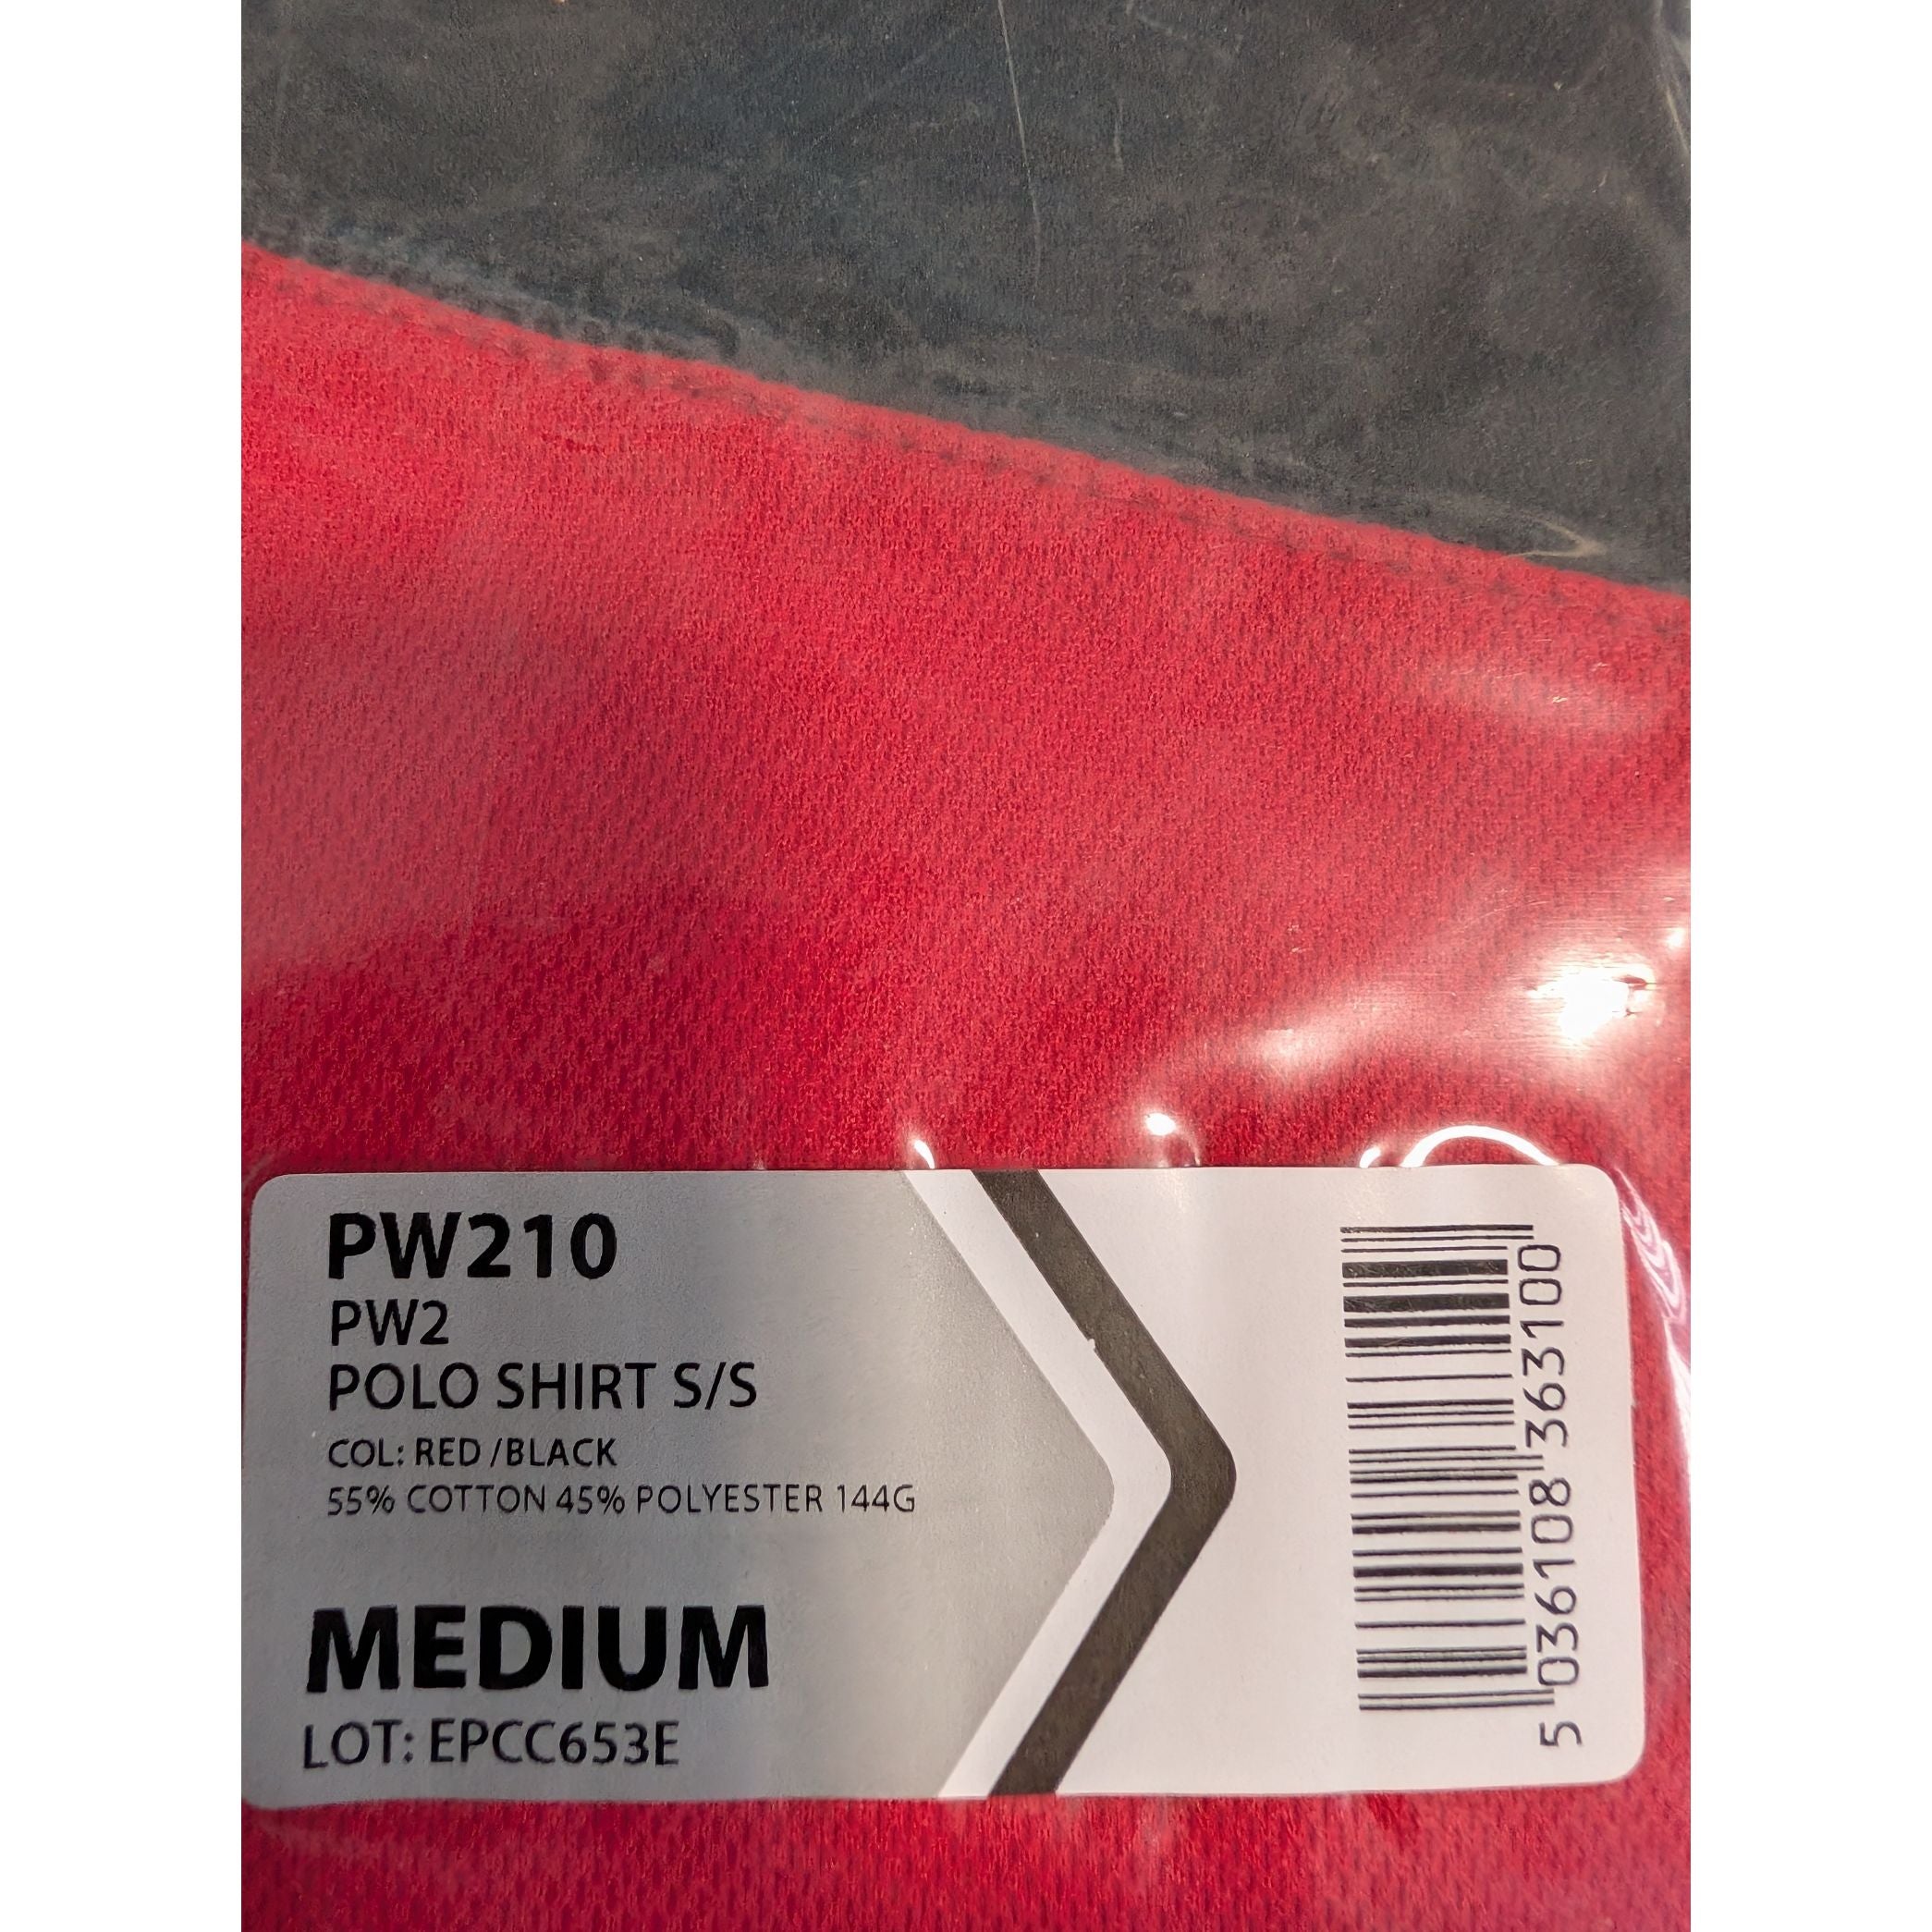 PW210
PW2
POLO SHIRT S/S
COL: RED /BLACK
55% COTTON 45% POLYESTER 144G
MEDIUM
LOT: EPCC653E
5 036108 363100